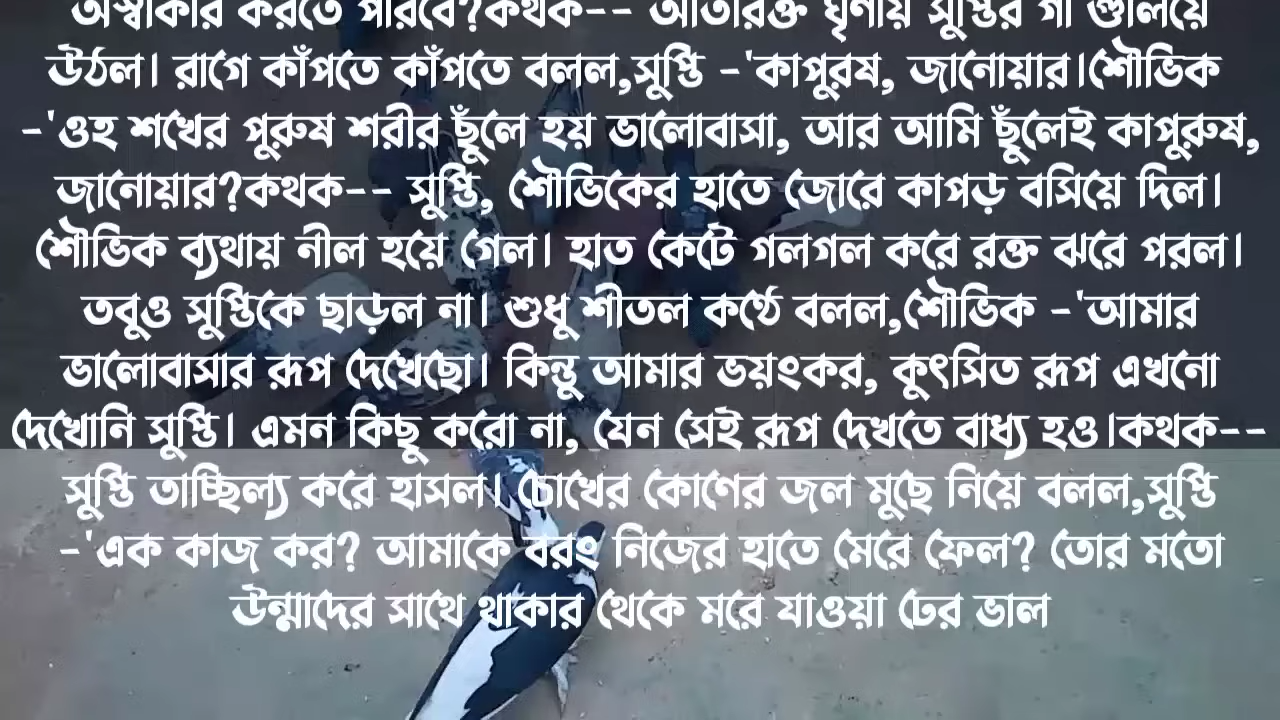 অস্বীকার করতে পারবে?কথক-- অতিরিক্ত ঘৃণায় সুপ্তির গা গুলিয়ে
উঠল। রাগে কাঁপতে কাঁপতে বলল,সুপ্তি -'কাপুরষ, জানোয়ার।শৌভিক
-'ওহ শখের পুরুষ শরীর ছুঁলে হয় ভালোবাসা, আর আমি ছুঁলেই কাপুরুষ,
জানোয়ার?কথক-- সুপ্তি, শৌভিকের হাতে জোরে কাপড় বসিয়ে দিল।
শৌভিক ব্যথায় নীল হয়ে গেল। হাত কেটে গলগল করে রক্ত ঝরে পরল।
তবুও সুপ্তিকে ছাড়ল না। শুধু শীতল কণ্ঠে বলল,শৌভিক -'আমার
ভালোবাসার রূপ দেখেছো। কিন্তু আমার ভয়ংকর, কুৎসিত রূপ এখনো
দেখোনি সুপ্তি। এমন কিছু করো না, যেন সেই রূপ দেখতে বাধ্য হও।কথক--
সুপ্তি তাচ্ছিল্য করে হাসল। চোখের কোণের জল মুছে নিয়ে বলল,সুপ্তি
-'এক কাজ কর? আমাকে বরং নিজের হাতে মেরে ফেল? তোর মতো
উন্মাদের সাথে থাকার থেকে মরে যাওয়া ঢের ভাল